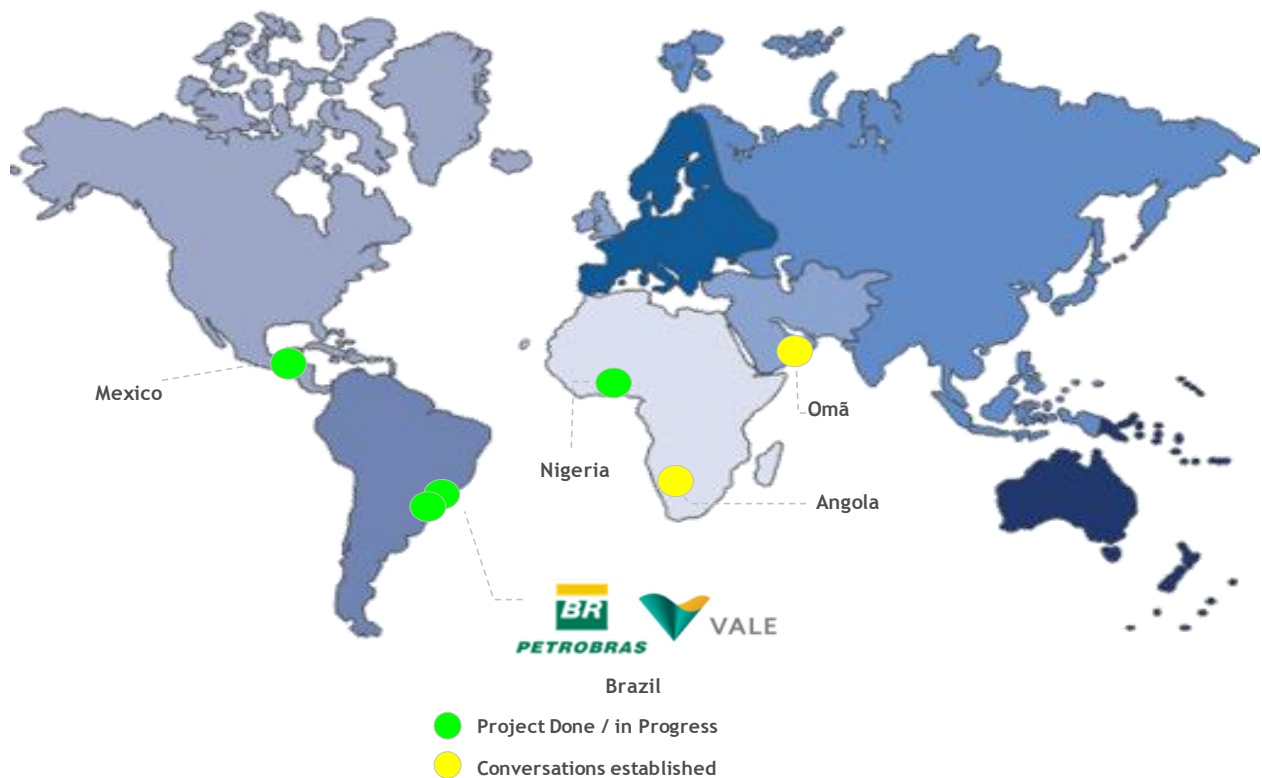 Mexico
Omã
Nigeria
Angola
BR
PETROBRAS
VALE
Brazil
Project Done / in Progress
Conversations established